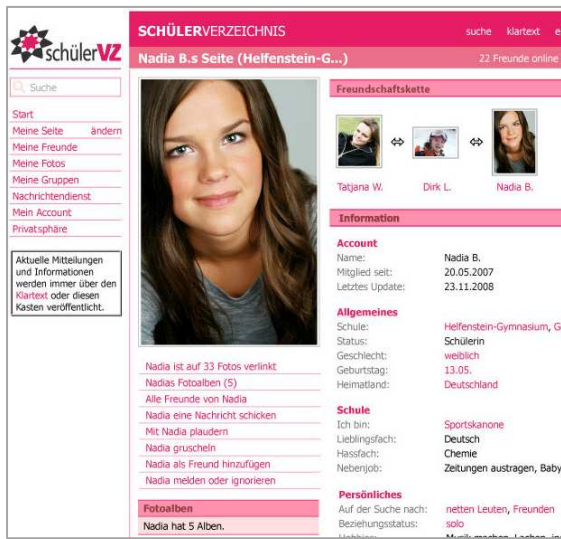 schülerVZ
SCHÜLERVERZEICHNIS
suche klartext
Nadia B.s Seite (Helfenstein-G...)
22 Freunde online
Suche
Start
Meine Seite ändern
Meine Freunde
Meine Fotos
Meine Gruppen
Nachrichtendienst
Mein Account
Privatsphäre
Aktuelle Mitteilungen
und Informationen
werden immer über den
Klartext oder diesen
Kasten veröffentlicht.
Nadia ist auf 33 Fotos verlinkt
Nadias Fotoalben (5)
Alle Freunde von Nadia
Nadia eine Nachricht schicken
Mit Nadia plaudern
Nadia gruscheln
Nadia als Freund hinzufügen
Nadia melden oder ignorieren
Fotoalben
Nadia hat 5 Alben.
Freundschaftskette
Tatjana W. Dirk L. Nadia B.
Information
Account
Name: Nadia B.
Mitglied seit: 20.05.2007
Letztes Update: 23.11.2008
Allgemeines
Schule: Helfenstein-Gymnasium, G
Status: Schülerin
Geschlecht: weiblich
Geburtstag: 13.05.
Heimatland: Deutschland
Schule
Ich bin: Sportskanone
Lieblingsfach: Deutsch
Hassfach: Chemie
Nebenjob: Zeitungen austragen, Baby
Persönliches
Auf der Suche nach: netten Leuten, Freunden
Beziehungsstatus: solo